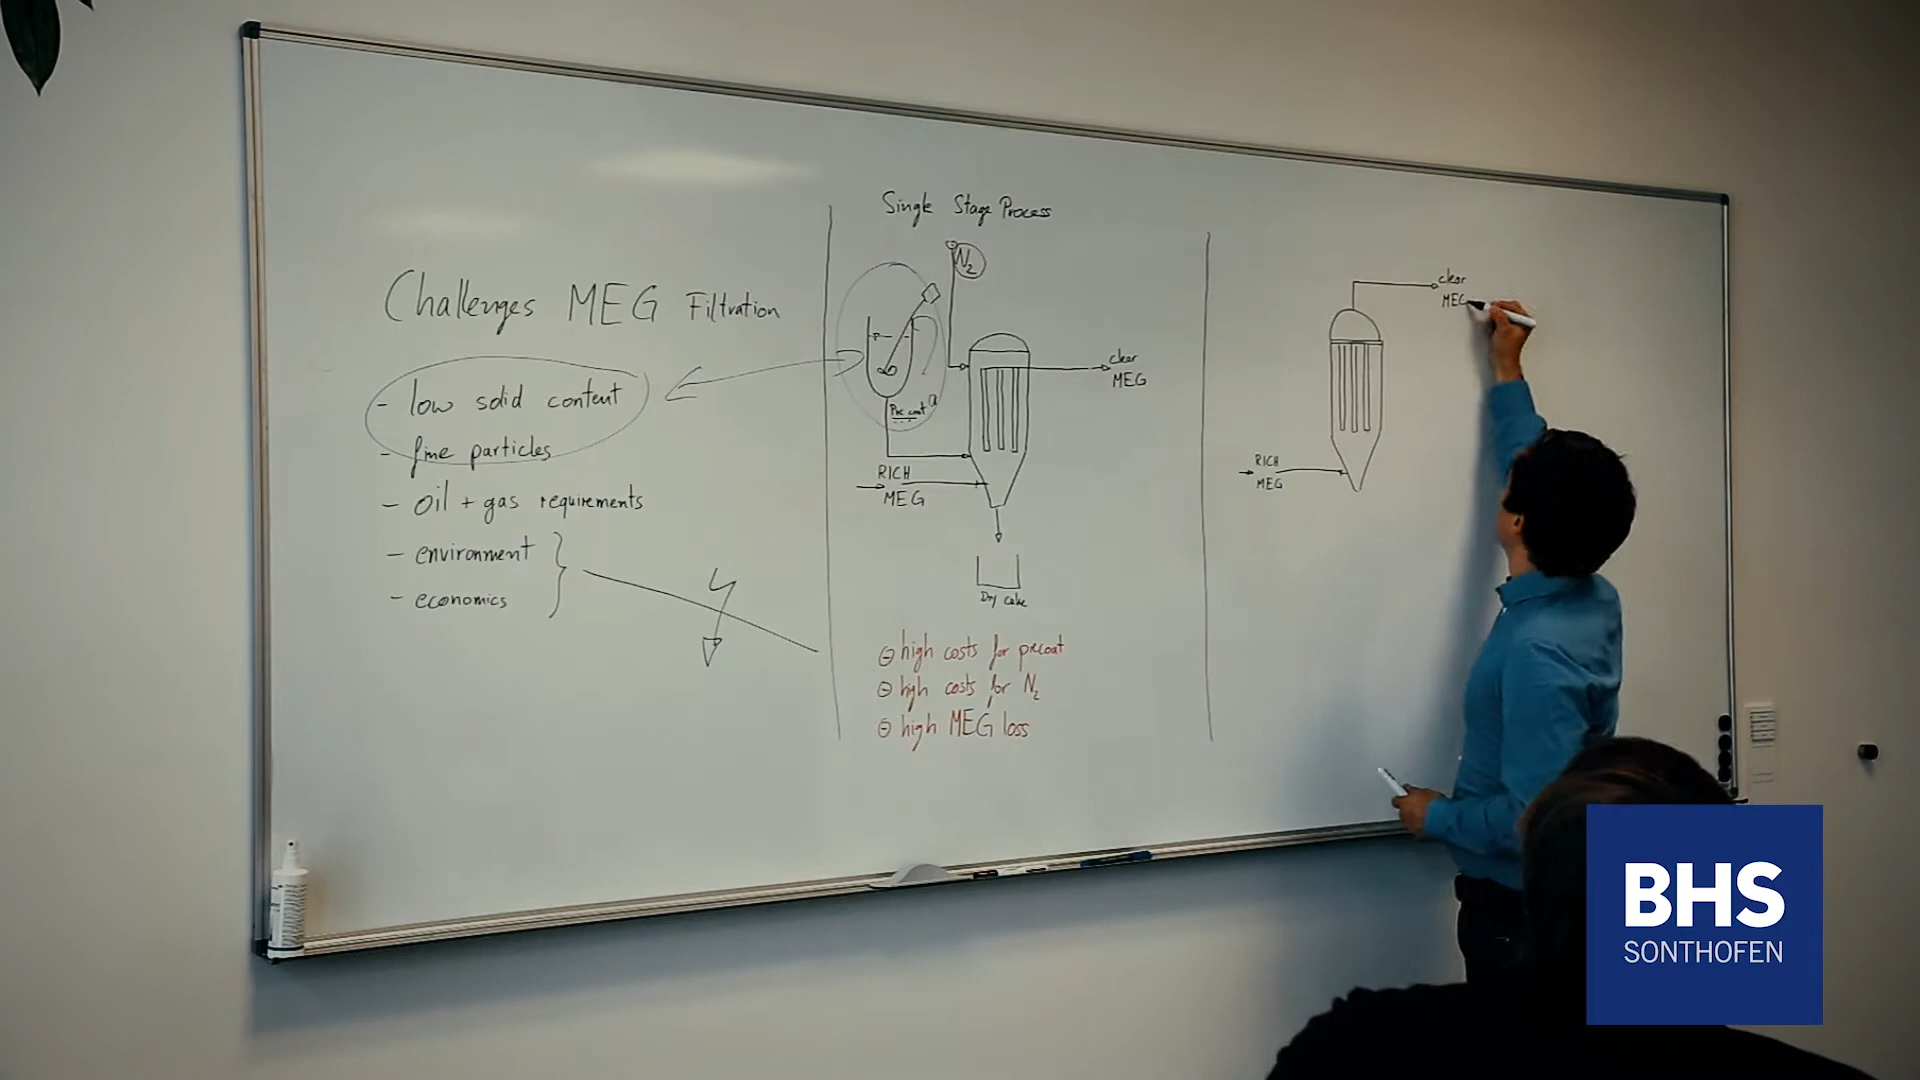 Challenges MEG Filtration
- low solid content
- fine particles
- oil + gas requirements
- environment
- economics
Single Stage Process
N2
Precoat
clear
MEG
RICH
MEG
Dry cake
⊖ high costs for precoat
⊖ high costs for N2
⊖ high MEG loss
clear
MEG
RICH
MEG
BHS
SONTHOFEN